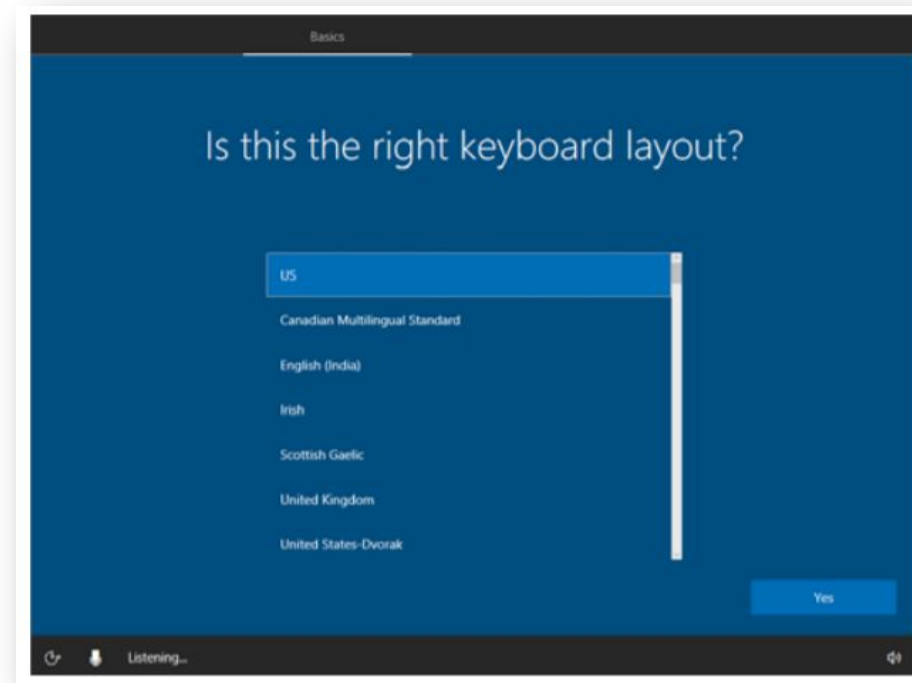 Basics
Is this the right keyboard layout?
US
Canadian Multilingual Standard
English (India)
Irish
Scottish Gaelic
United Kingdom
United States-Dvorak
Yes
Listening...